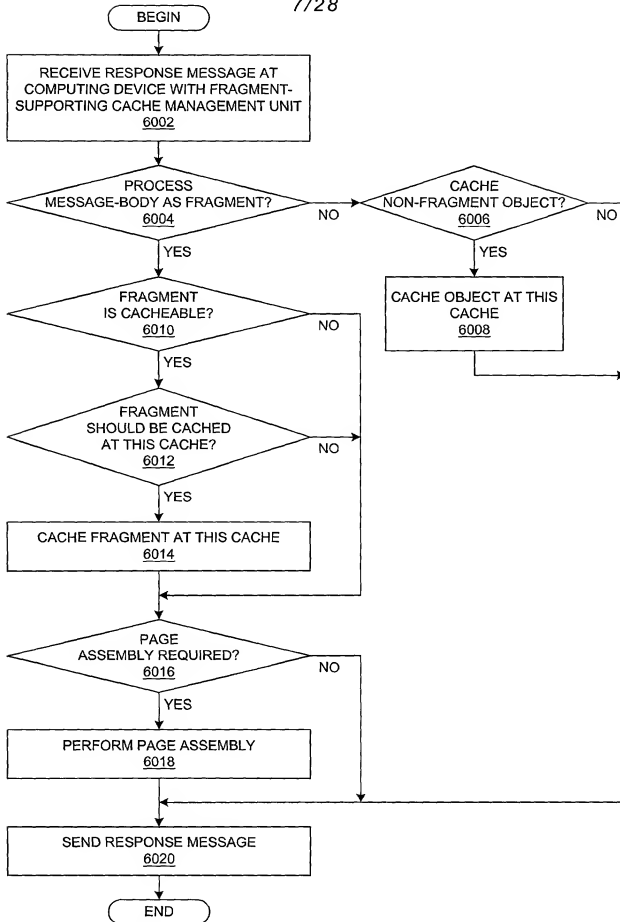 7/28
BEGIN
RECEIVE RESPONSE MESSAGE AT
COMPUTING DEVICE WITH FRAGMENT-
SUPPORTING CACHE MANAGEMENT UNIT
6002
PROCESS
MESSAGE-BODY AS FRAGMENT?
6004
NO
YES
CACHE
NON-FRAGMENT OBJECT?
6006
NO
YES
CACHE OBJECT AT THIS
CACHE
6008
FRAGMENT
IS CACHEABLE?
6010
NO
YES
FRAGMENT
SHOULD BE CACHED
AT THIS CACHE?
6012
NO
YES
CACHE FRAGMENT AT THIS CACHE
6014
PAGE
ASSEMBLY REQUIRED?
6016
NO
YES
PERFORM PAGE ASSEMBLY
6018
SEND RESPONSE MESSAGE
6020
END